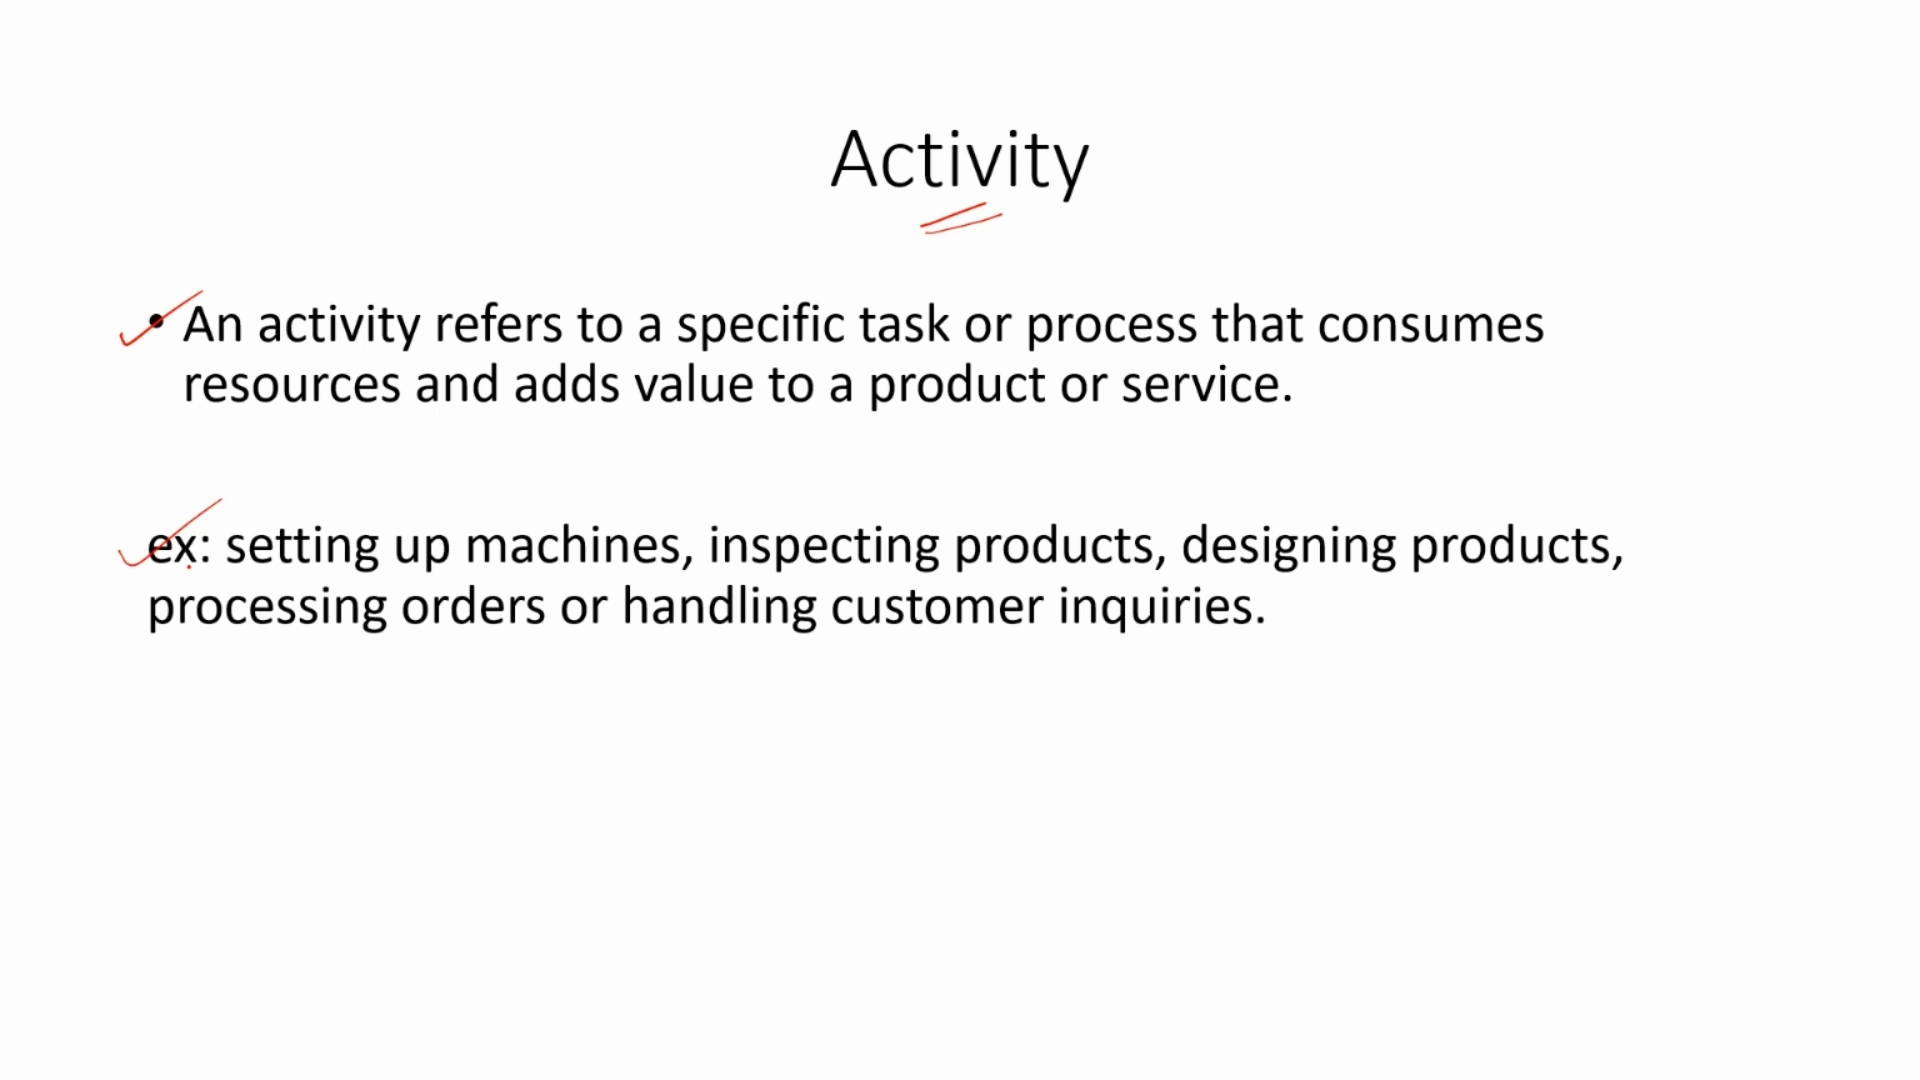 Activity
• An activity refers to a specific task or process that consumes
resources and adds value to a product or service.
ex: setting up machines, inspecting products, designing products,
processing orders or handling customer inquiries.